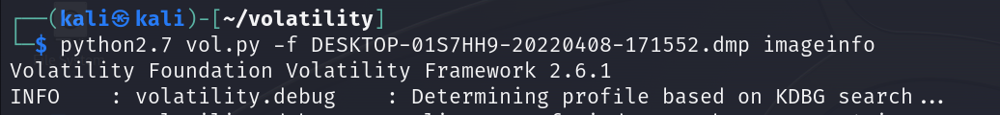 (kali㉿kali)-[~/volatility]
$ python2.7 vol.py -f DESKTOP-01S7HH9-20220408-171552.dmp imageinfo
Volatility Foundation Volatility Framework 2.6.1
INFO    : volatility.debug    : Determining profile based on KDBG search...